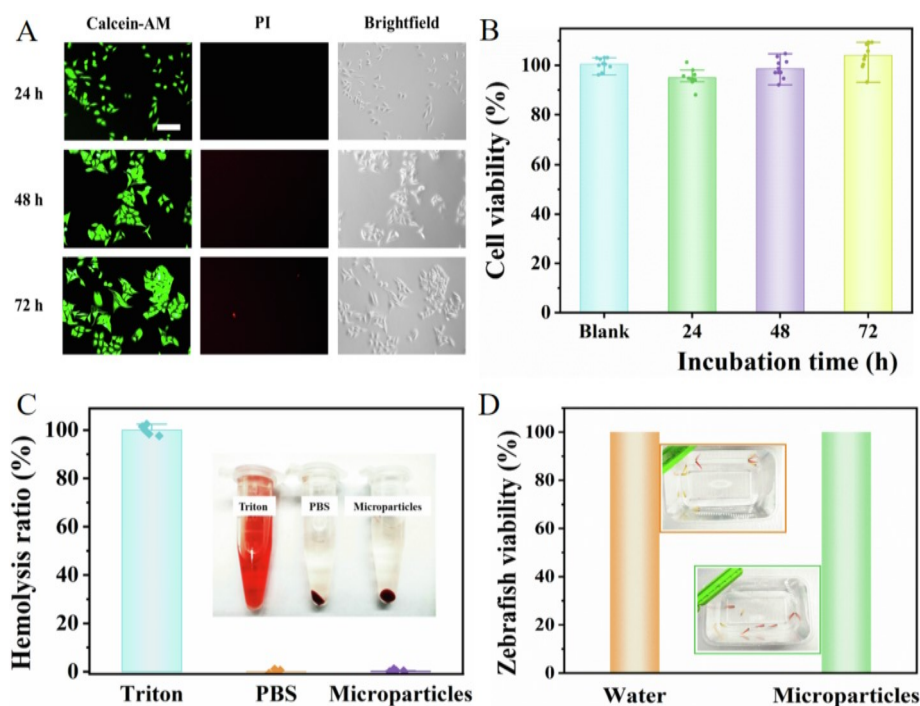 A
Calcein-AM
PI
Brightfield
24 h
48 h
72 h
B
Cell viability (%)
100
80
60
40
20
0
Blank
24
48
72
Incubation time (h)
C
Hemolysis ratio (%)
100
80
60
40
20
0
Triton
PBS
Microparticles
Triton
PBS
Microparticles
D
Zebrafish viability (%)
100
80
60
40
20
0
Water
Microparticles